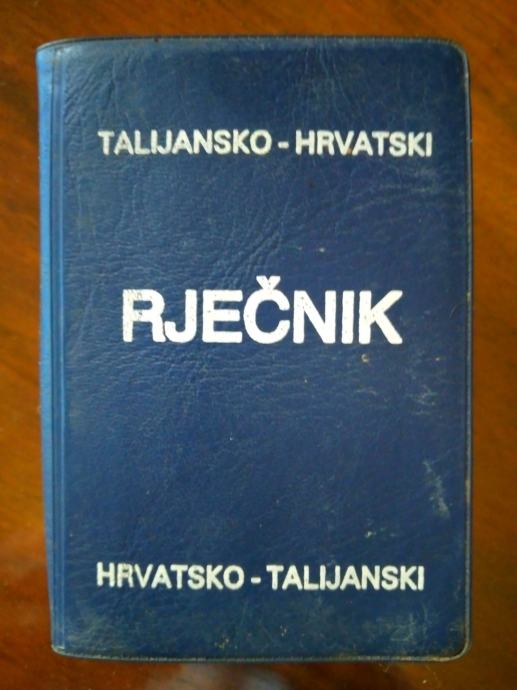 TALIJANSKO - HRVATSKI
RJEČNIK
HRVATSKO - TALIJANSKI